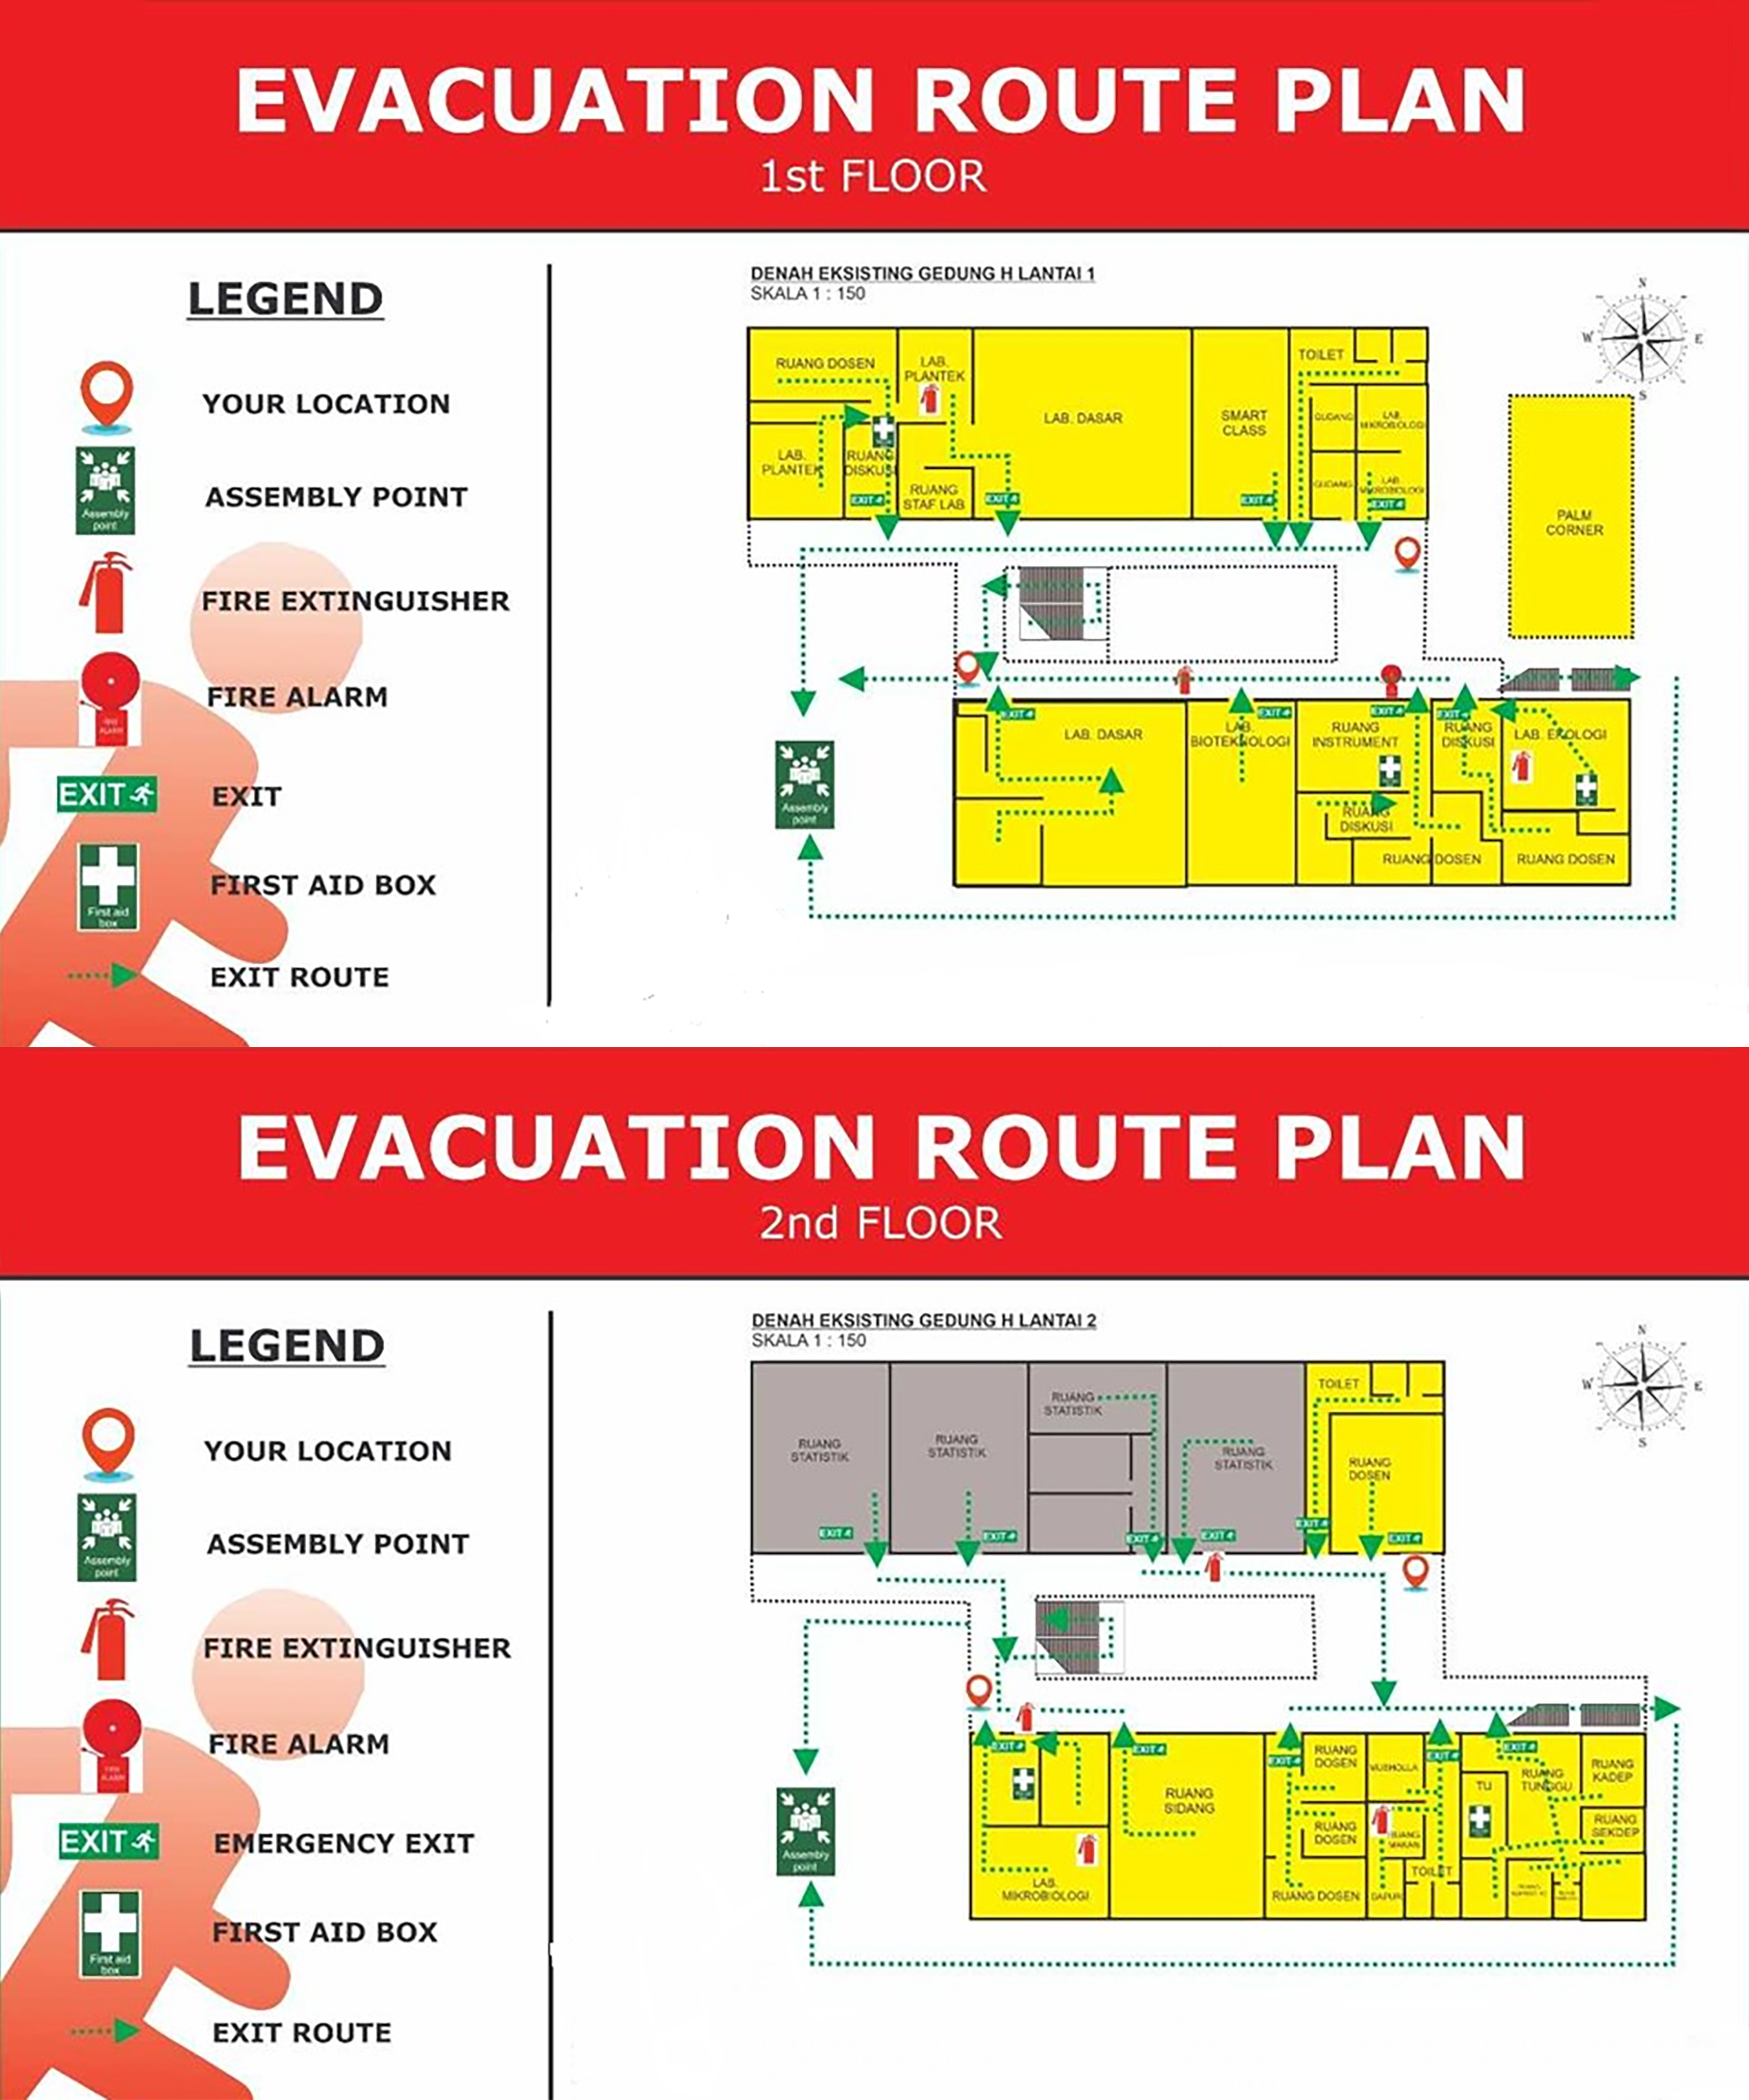 EVACUATION ROUTE PLAN
1st FLOOR
LEGEND
YOUR LOCATION
Assembly
point
ASSEMBLY POINT
FIRE EXTINGUISHER
FIRE
ALARM
FIRE ALARM
EXIT
EXIT
First aid
box
FIRST AID BOX
EXIT ROUTE
DENAH EKSISTING GEDUNG H LANTAI 1
SKALA 1 : 150
N
W
E
S
RUANG DOSEN
LAB.
PLANTEK
LAB. DASAR
SMART
CLASS
TOILET
GUDANG
LAB.
MIKROBIOLOGI
LAB.
PLANTEK
RUANG
DISKUSI
RUANG
STAF LAB
GUDANG
LAB.
MIKROBIOLOGI
EXIT
EXIT
EXIT
EXIT
PALM
CORNER
EXIT
LAB. DASAR
EXIT
LAB.
BIOTEKNOLOGI
EXIT
RUANG
INSTRUMENT
EXIT
RUANG
DISKUSI
LAB. EKOLOGI
RUANG
DISKUSI
RUANG DOSEN
RUANG DOSEN
Assembly
point
EVACUATION ROUTE PLAN
2nd FLOOR
LEGEND
YOUR LOCATION
Assembly
point
ASSEMBLY POINT
FIRE EXTINGUISHER
FIRE
ALARM
FIRE ALARM
EXIT
EMERGENCY EXIT
First aid
box
FIRST AID BOX
EXIT ROUTE
DENAH EKSISTING GEDUNG H LANTAI 2
SKALA 1 : 150
N
W
E
S
RUANG
STATISTIK
RUANG
STATISTIK
RUANG
STATISTIK
RUANG
STATISTIK
TOILET
RUANG
DOSEN
EXIT
EXIT
EXIT
EXIT
EXIT
EXIT
EXIT
LAB.
MIKROBIOLOGI
EXIT
RUANG
SIDANG
EXIT
RUANG
DOSEN
RUANG
DOSEN
RUANG DOSEN
MUSHOLLA
RUANG
MAKAN
DAPUR
TOILET
EXIT
TU
EXIT
RUANG
TUNGGU
RUANG
KADEP
RUANG
SEKDEP
Assembly
point